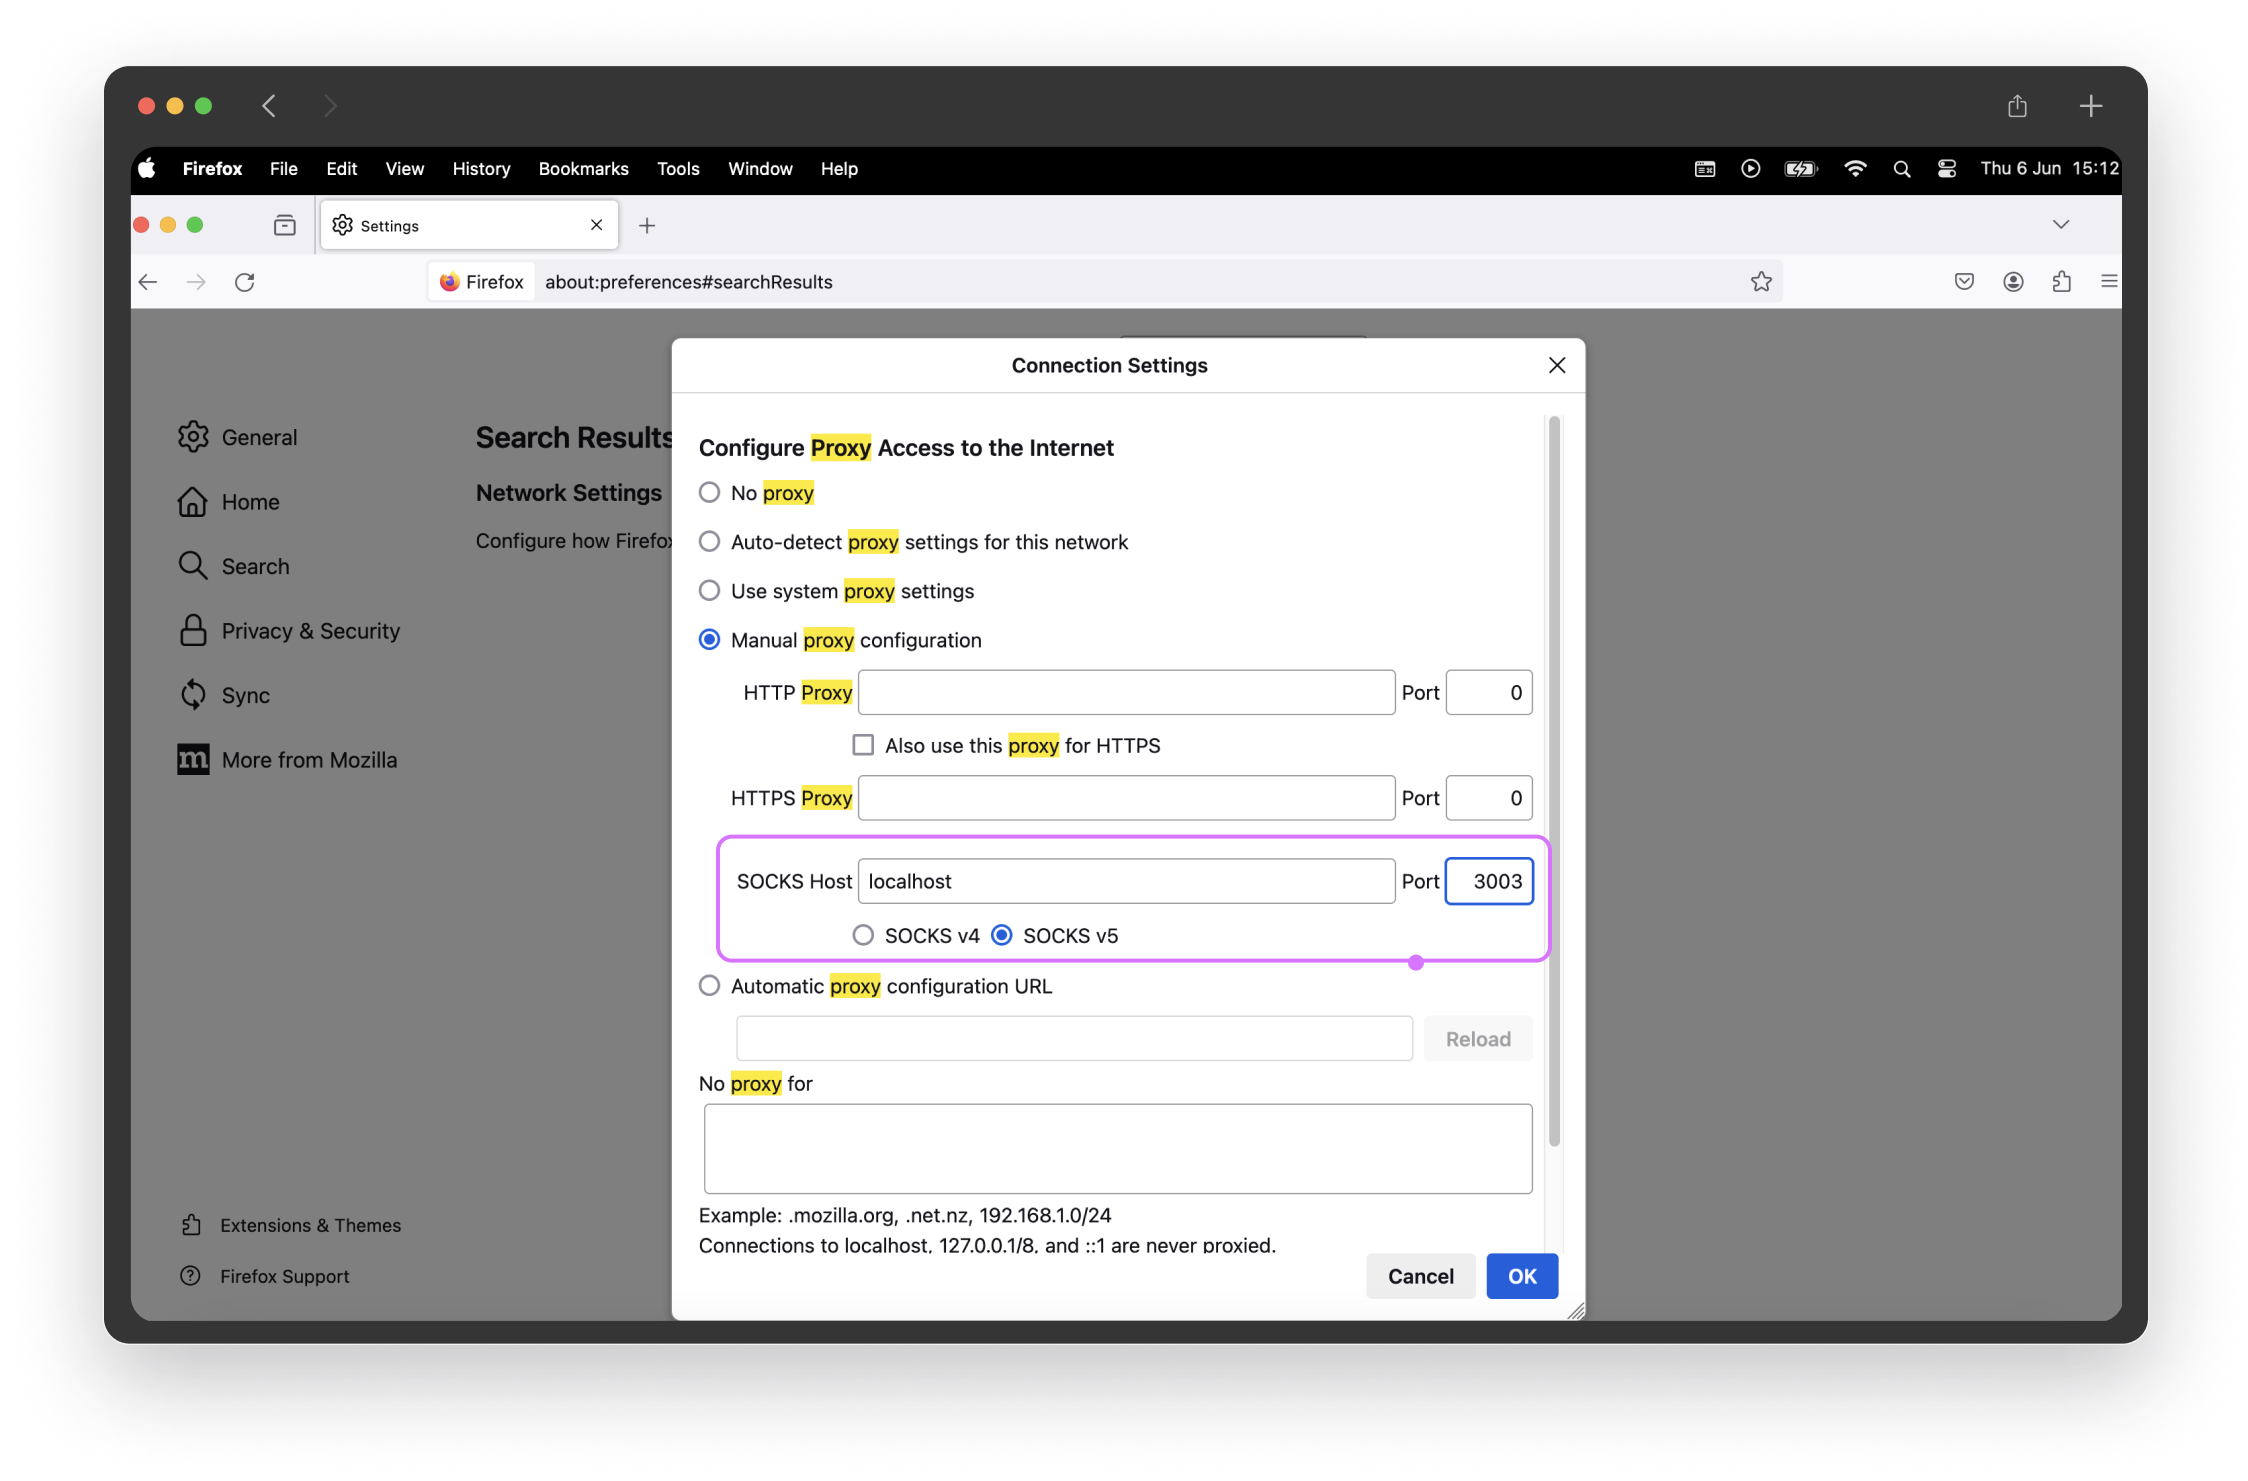 Firefox File Edit View History Bookmarks Tools Window Help Thu 6 Jun 15:12
Settings
Firefox about:preferences#searchResults
Connection Settings
General
Home
Search
Privacy & Security
Sync
m More from Mozilla
Extensions & Themes
Firefox Support
Search Results
Network Settings
Configure how Firefox
Configure Proxy Access to the Internet
No proxy
Auto-detect proxy settings for this network
Use system proxy settings
Manual proxy configuration
HTTP Proxy Port 0
Also use this proxy for HTTPS
HTTPS Proxy Port 0
SOCKS Host localhost Port 3003
SOCKS v4 SOCKS v5
Automatic proxy configuration URL
Reload
No proxy for
Example: .mozilla.org, .net.nz, 192.168.1.0/24
Connections to localhost, 127.0.0.1/8, and ::1 are never proxied.
Cancel OK